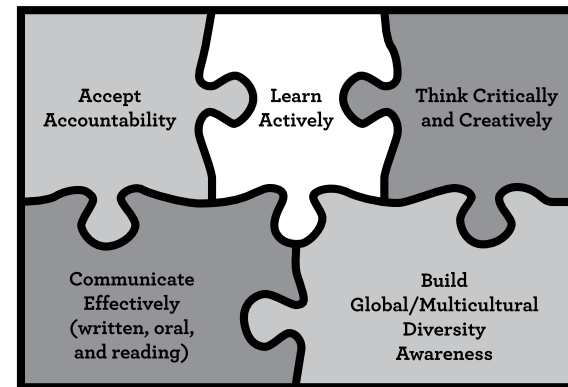 Accept
Accountability
Learn
Actively
Think Critically
and Creatively
Communicate
Effectively
(written, oral,
and reading)
Build
Global/Multicultural
Diversity
Awareness